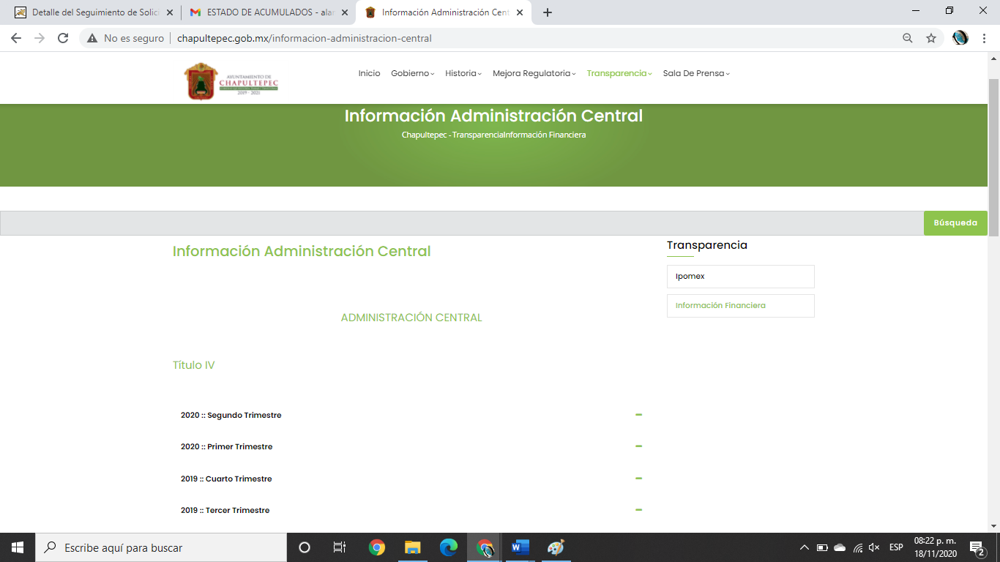 Detalle del Seguimiento de Solici
ESTADO DE ACUMULADOS - alar
Información Administración Cent
No es seguro
chapultepec.gob.mx/informacion-administracion-central
AYUNTAMIENTO DE
CHAPULTEPEC
2019 - 2021
Inicio
Gobierno
Historia
Mejora Regulatoria
Transparencia
Sala De Prensa
Información Administración Central
Chapultepec - TransparenciaInformación Financiera
Búsqueda
Información Administración Central
Transparencia
Ipomex
Información Financiera
ADMINISTRACIÓN CENTRAL
Título IV
2020 :: Segundo Trimestre
2020 :: Primer Trimestre
2019 :: Cuarto Trimestre
2019 :: Tercer Trimestre
Escribe aquí para buscar
ESP
08:22 p. m.
18/11/2020
2